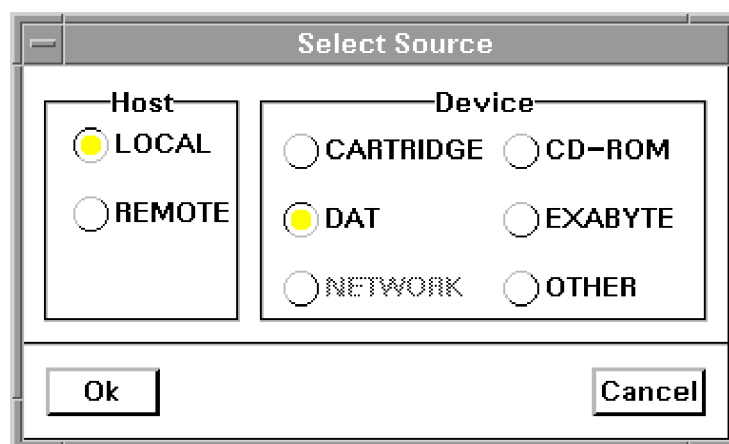 Select Source
Host
LOCAL
REMOTE
Device
CARTRIDGE CD-ROM
DAT EXABYTE
NETWORK OTHER
Ok Cancel